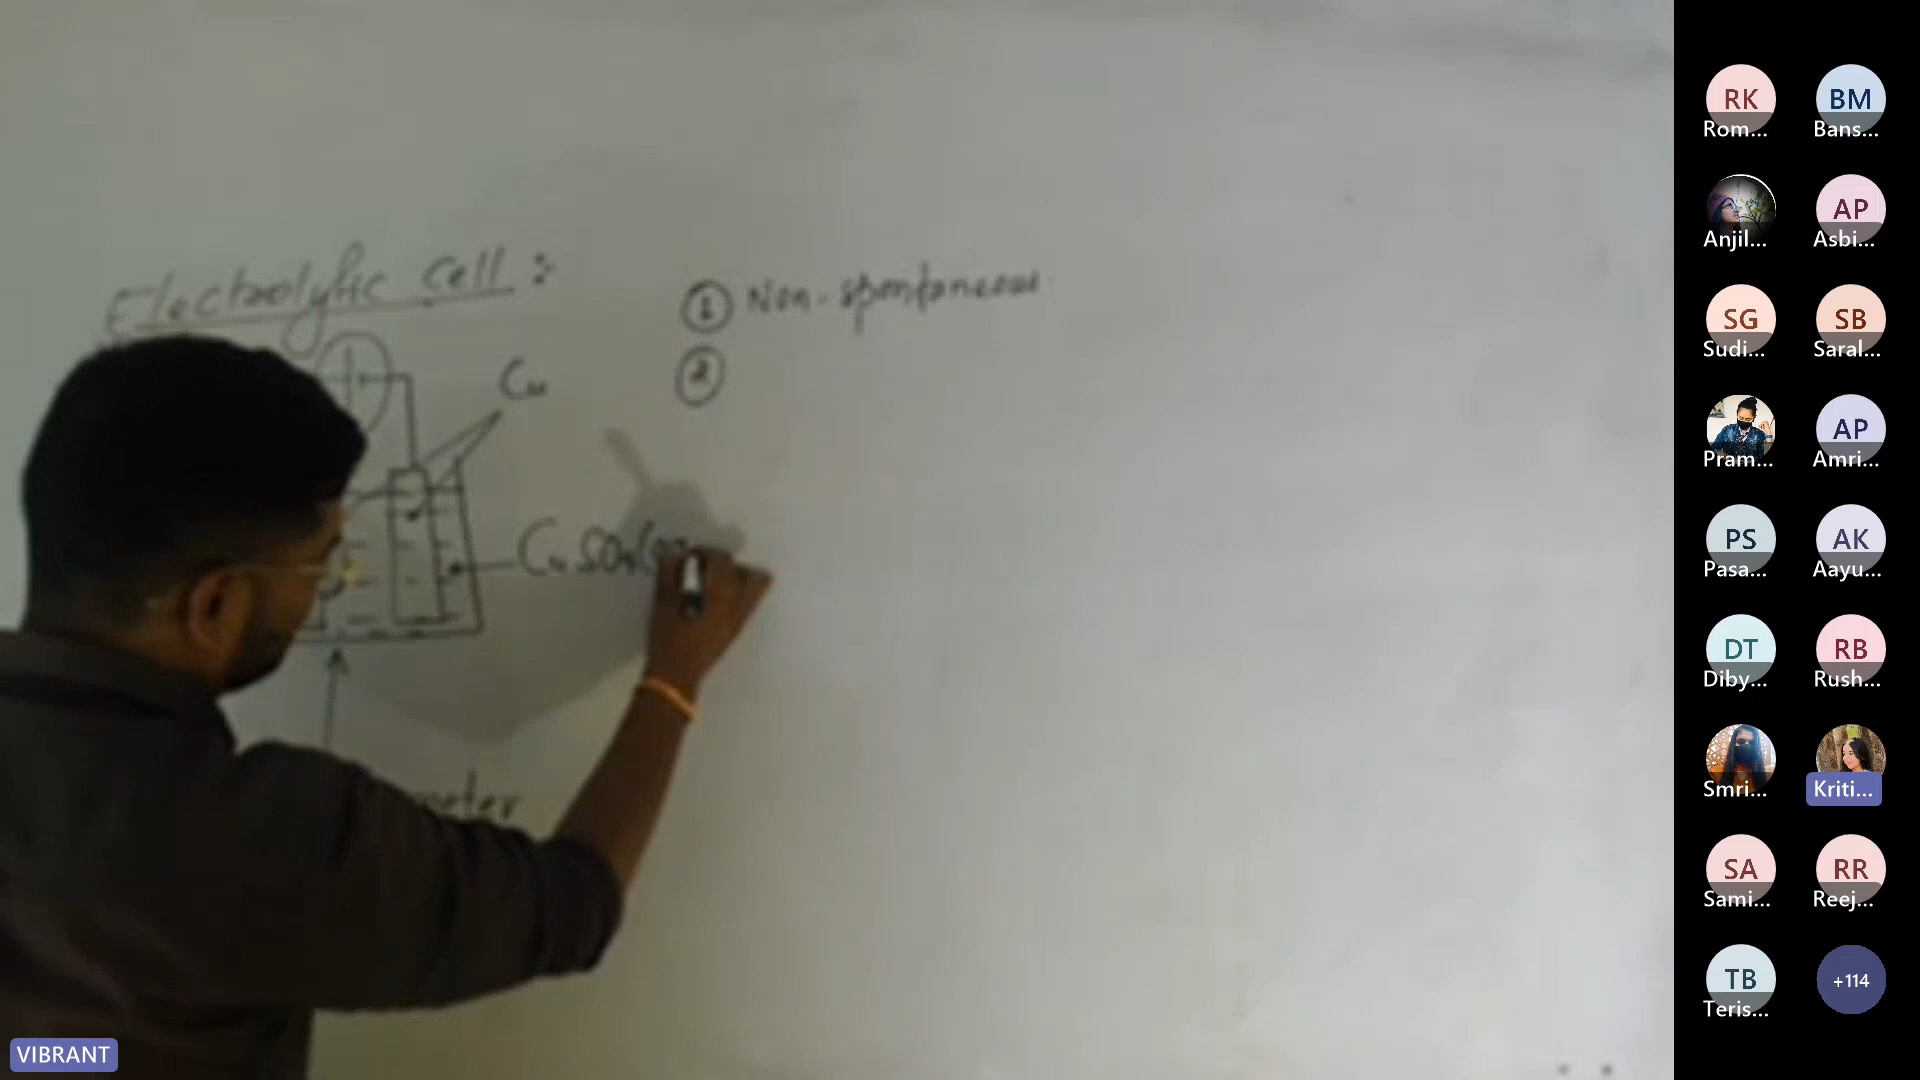 Electrolytic cell :
① Non-spontaneous
②
Cu
CuSO4(
meter
VIBRANT
RK
Rom...
BM
Bans...
Anjil...
AP
Asbi...
SG
Sudi...
SB
Saral...
Pram...
AP
Amri...
PS
Pasa...
AK
Aayu...
DT
Diby...
RB
Rush...
Smri...
Kriti...
SA
Sami...
RR
Reej...
TB
Teris...
+114